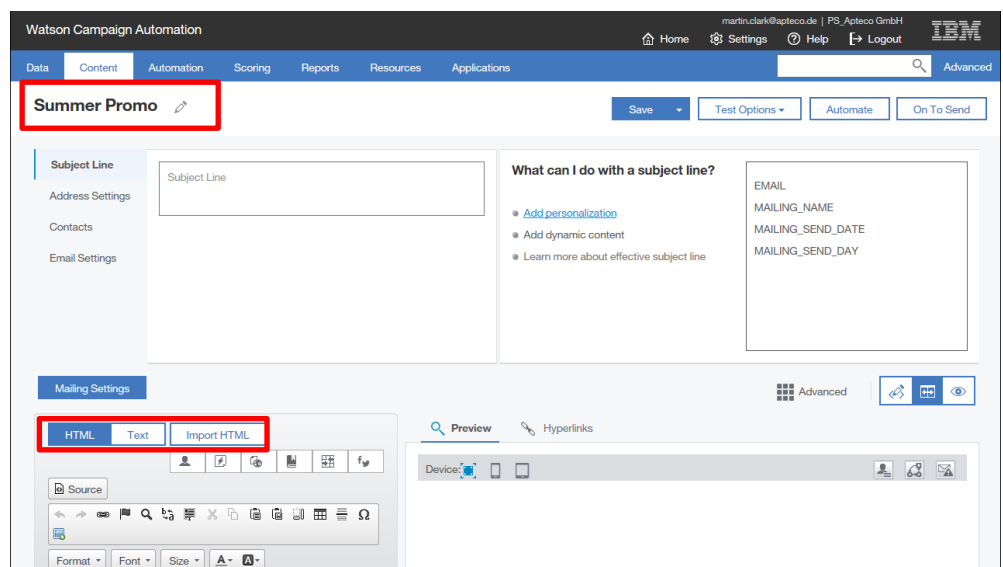 martin.clark@apteco.de | PS_Apteco GmbH
Watson Campaign Automation
Home Settings Help Logout
IBM
Data Content Automation Scoring Reports Resources Applications Advanced
Summer Promo
Save Test Options Automate On To Send
Subject Line
Address Settings
Contacts
Email Settings
Subject Line
What can I do with a subject line?
Add personalization
Add dynamic content
Learn more about effective subject line
EMAIL
MAILING_NAME
MAILING_SEND_DATE
MAILING_SEND_DAY
Mailing Settings
Advanced
HTML Text Import HTML
Preview Hyperlinks
Device:
Source
Format Font Size A A